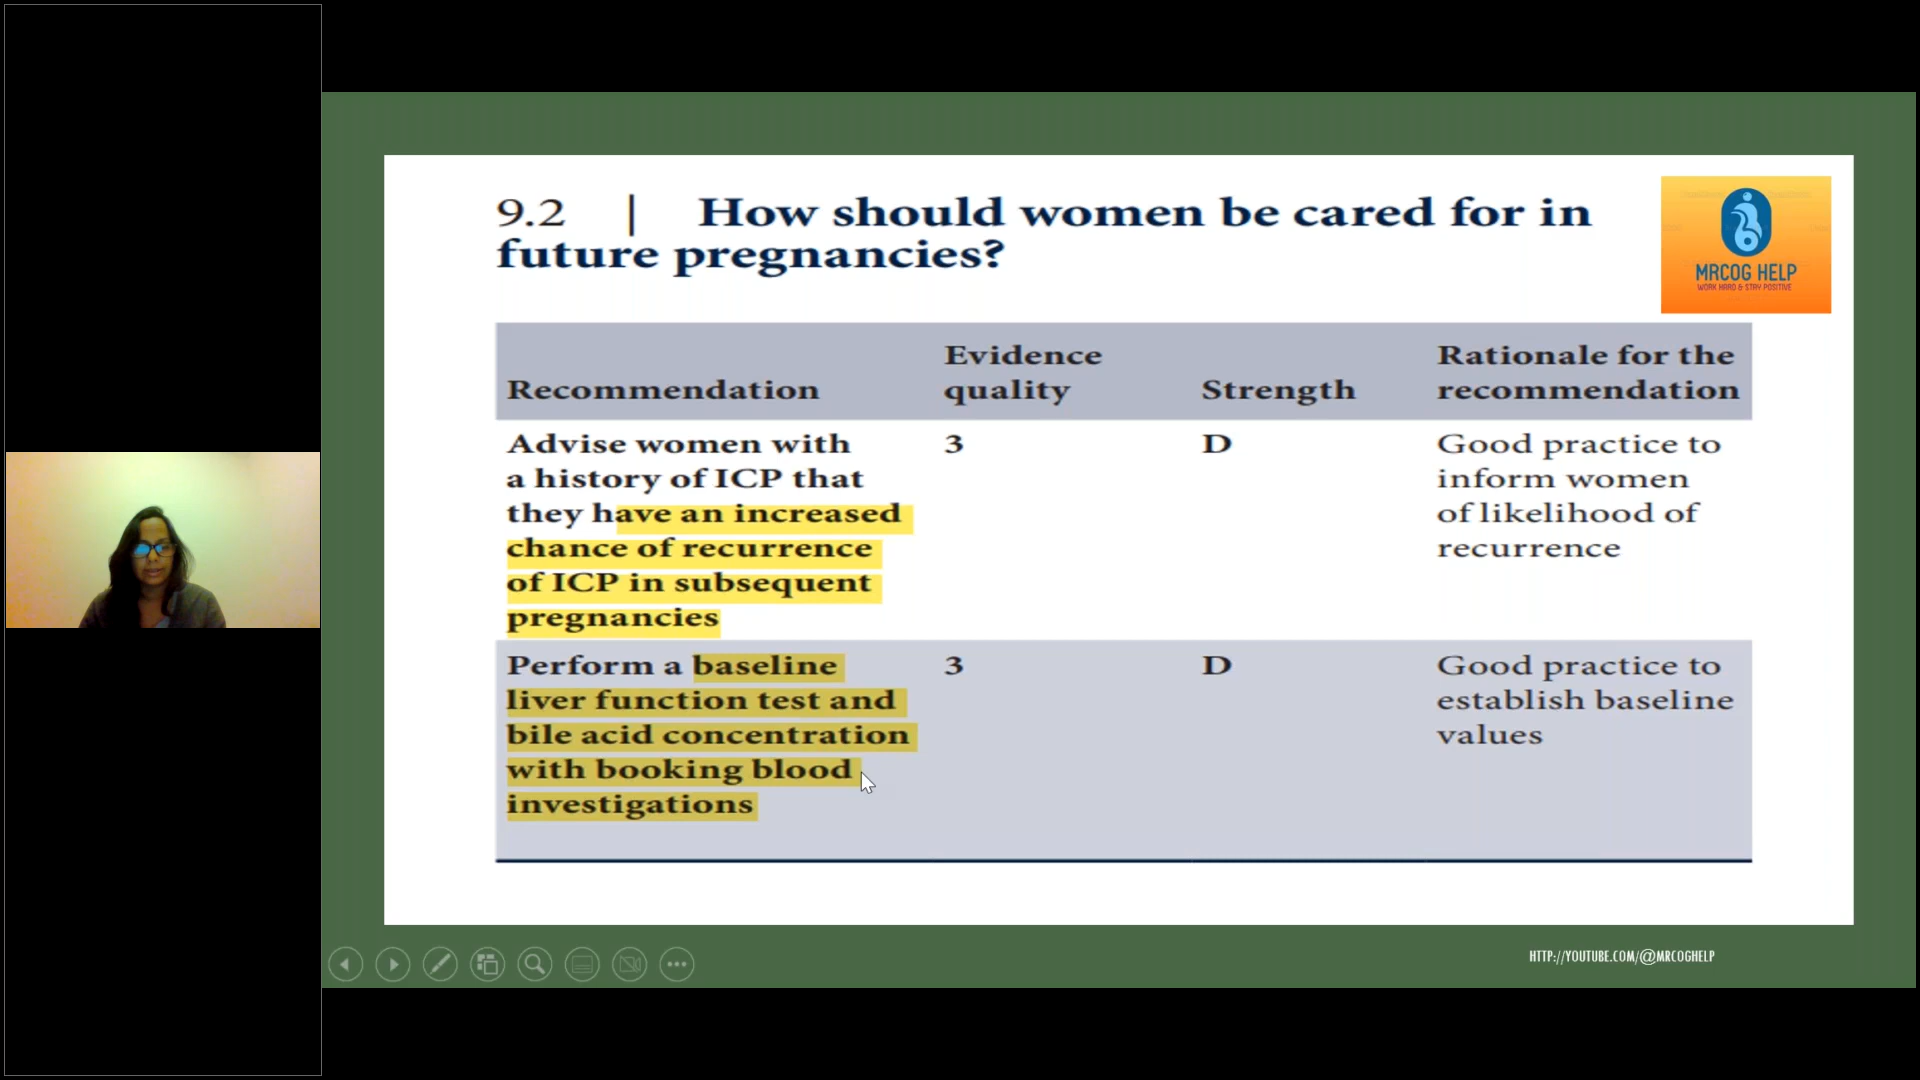 9.2 | How should women be cared for in
future pregnancies?
MRCOG HELP
WORK HARD & STAY POSITIVE
Recommendation
Evidence
quality
Strength
Rationale for the
recommendation
Advise women with
a history of ICP that
they have an increased
chance of recurrence
of ICP in subsequent
pregnancies
3
D
Good practice to
inform women
of likelihood of
recurrence
Perform a baseline
liver function test and
bile acid concentration
with booking blood
investigations
3
D
Good practice to
establish baseline
values
HTTP://YOUTUBE.COM/@MRCOGHELP